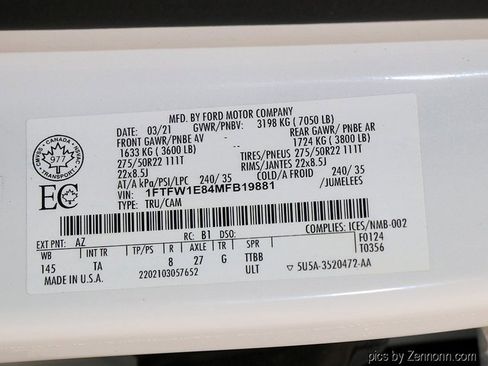 MFD. BY FORD MOTOR COMPANY
DATE: 03/21 GVWR/PNBV: 3198 KG ( 7050 LB)
FRONT GAWR/PNBE AV REAR GAWR/ PNBE AR
1633 KG ( 3600 LB) 1724 KG ( 3800 LB)
275/50R22 111T TIRES/PNEUS 275/50R22 111T
22x8.5J RIMS/JANTES 22x8.5J
AT/A kPa/PSI/LPC 240/ 35 COLD/A FROID 240/ 35
VIN: 1FTFW1E84MFB19881 /JUMELEES
TYPE: TRU/CAM
CANADA
CMVSS NSVAC
977
TRANSPORT
EC
COMPLIES: ICES/NMB-002
EXT PNT: AZ RC: B1 DSO: F0124
WB INT TR TP/PS R AXLE TR SPR T0356
145 TA 8 27 G TTBB
MADE IN U.S.A. 2202103057652 ULT 5U5A-3520472-AA
pics by Zennonn.com